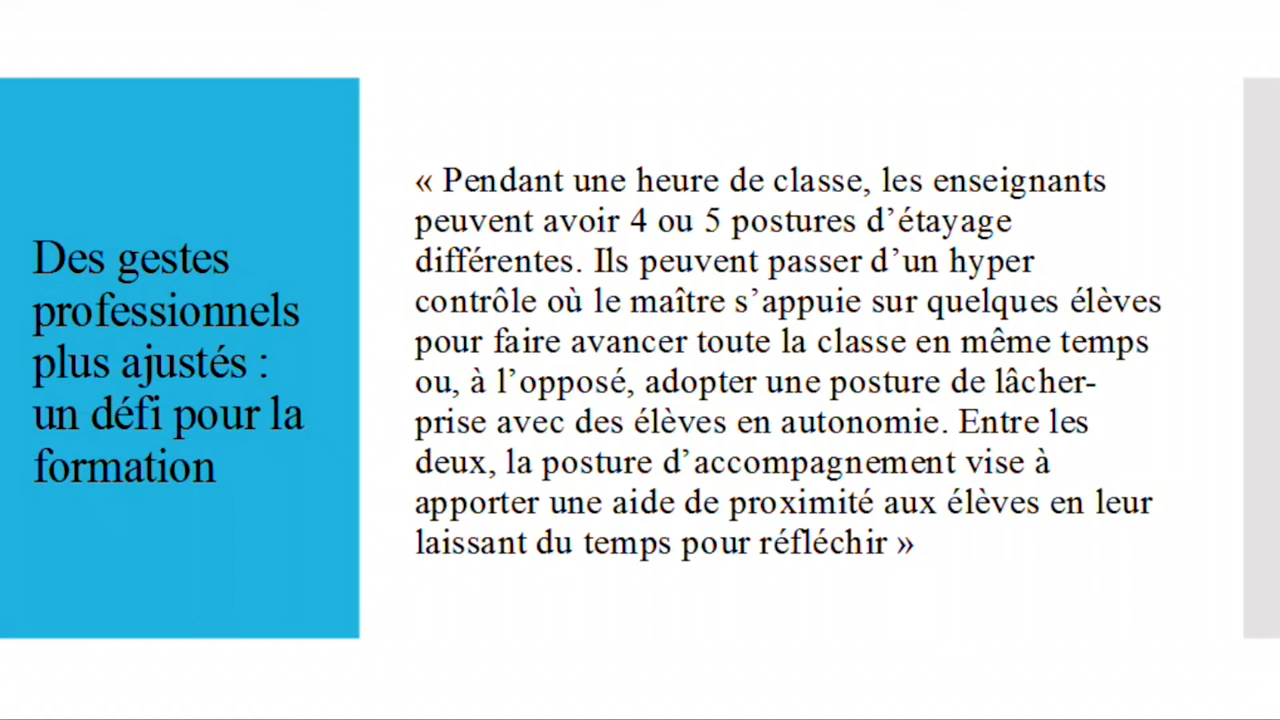 Des gestes
professionnels
plus ajustés :
un défi pour la
formation
« Pendant une heure de classe, les enseignants
peuvent avoir 4 ou 5 postures d’étayage
différentes. Ils peuvent passer d’un hyper
contrôle où le maître s’appuie sur quelques élèves
pour faire avancer toute la classe en même temps
ou, à l’opposé, adopter une posture de lâcher-
prise avec des élèves en autonomie. Entre les
deux, la posture d’accompagnement vise à
apporter une aide de proximité aux élèves en leur
laissant du temps pour réfléchir »